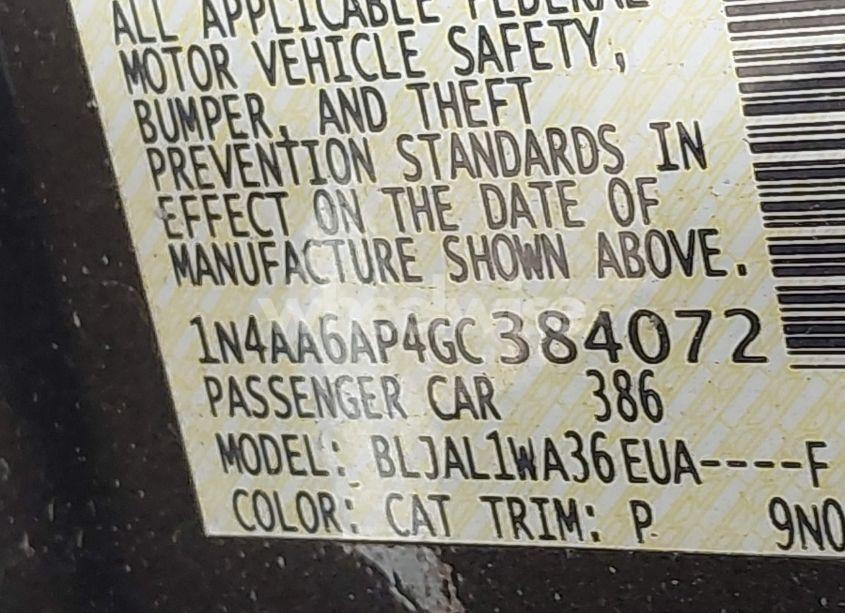 ALL APPLICABLE FEDERAL
MOTOR VEHICLE SAFETY,
BUMPER, AND THEFT
PREVENTION STANDARDS IN
EFFECT ON THE DATE OF
MANUFACTURE SHOWN ABOVE.
wheelware
1N4AA6AP4GC384072
PASSENGER CAR 386
MODEL: BLJAL1WA36EUA----F
COLOR: CAT TRIM: P 9N0